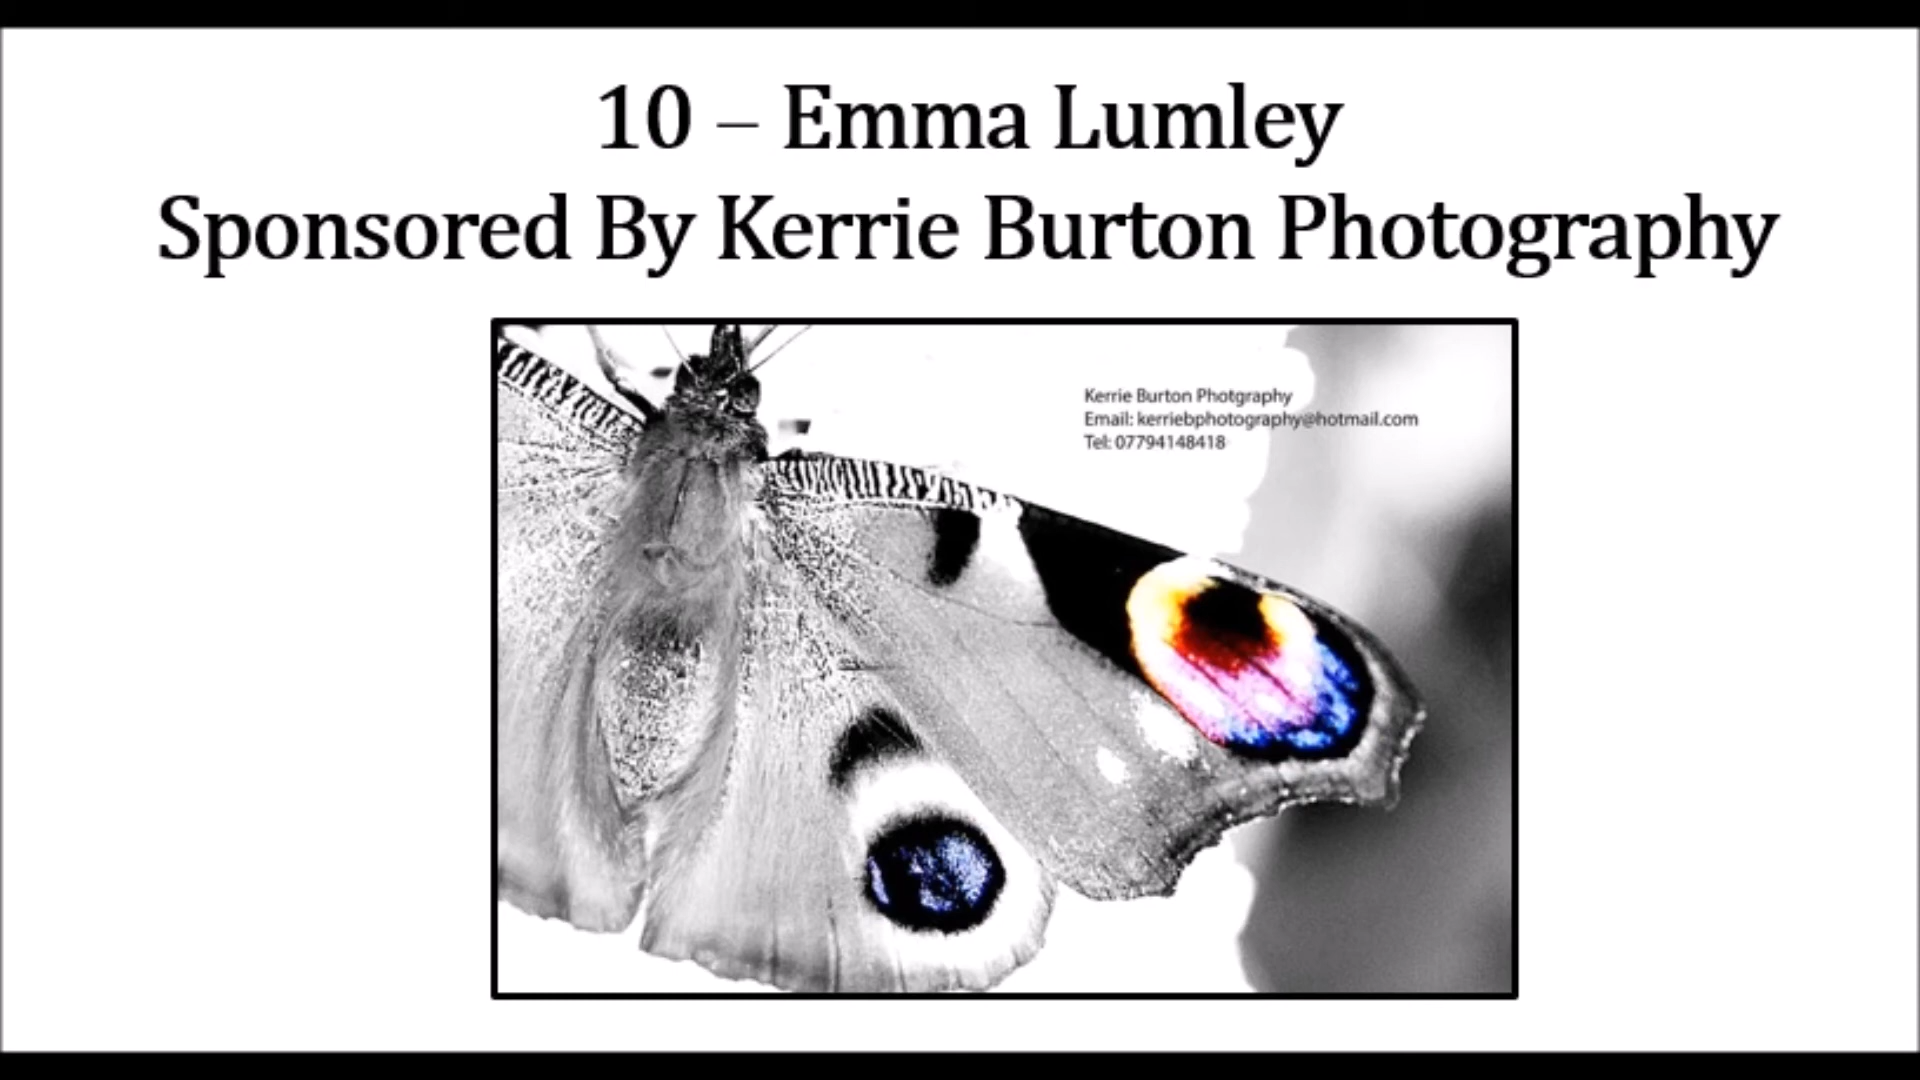 10 – Emma Lumley
Sponsored By Kerrie Burton Photography
Kerrie Burton Photgraphy
Email: kerriebphotography@hotmail.com
Tel: 07794148418